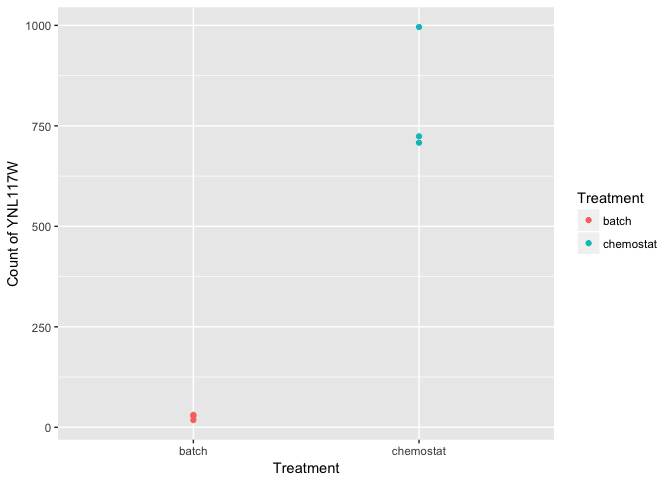 1000
750
500
250
0
Count of YNL117W
batch
chemostat
Treatment
Treatment
batch
chemostat